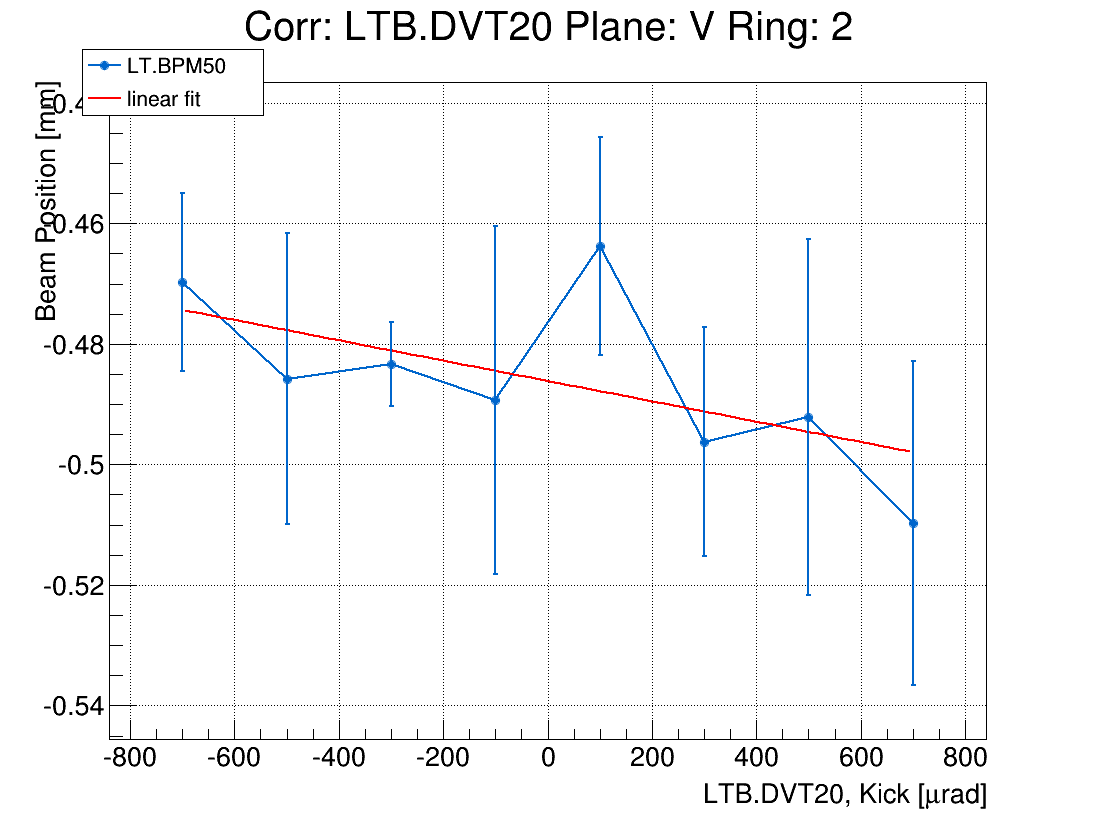 Corr: LTB.DVT20 Plane: V Ring: 2
LT.BPM50
linear fit
Beam Position [mm]
-0.46
-0.48
-0.5
-0.52
-0.54
-800 -600 -400 -200 0 200 400 600 800
LTB.DVT20, Kick [μrad]